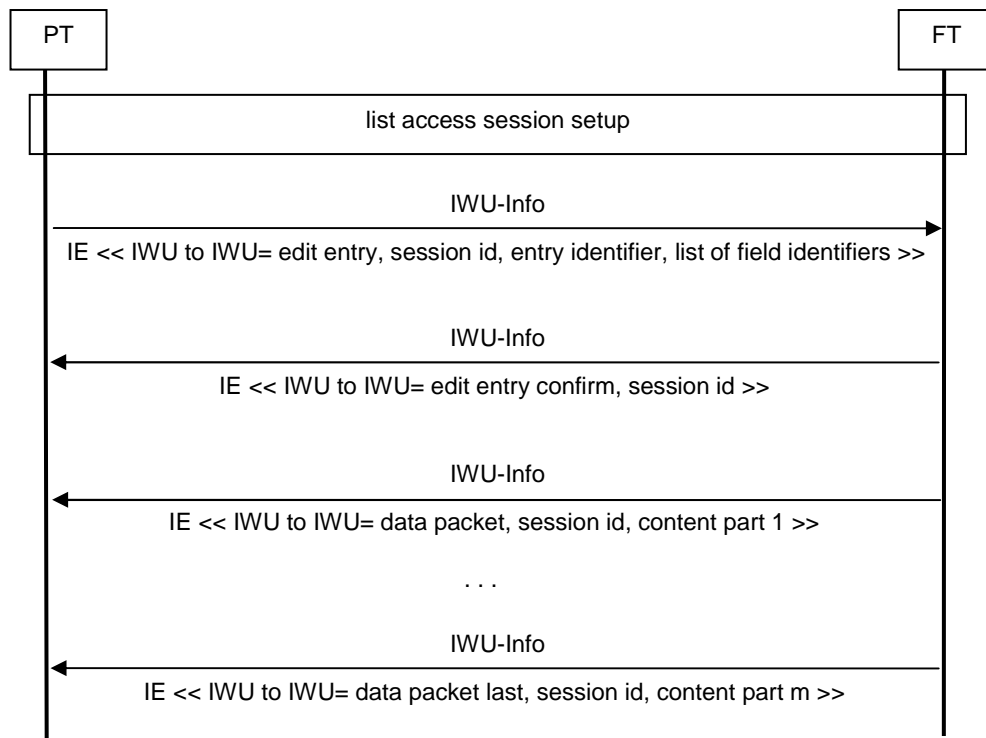 PT
FT
list access session setup
IWU-Info
IE << IWU to IWU= edit entry, session id, entry identifier, list of field identifiers >>
IWU-Info
IE << IWU to IWU= edit entry confirm, session id >>
IWU-Info
IE << IWU to IWU= data packet, session id, content part 1 >>
. . .
IWU-Info
IE << IWU to IWU= data packet last, session id, content part m >>